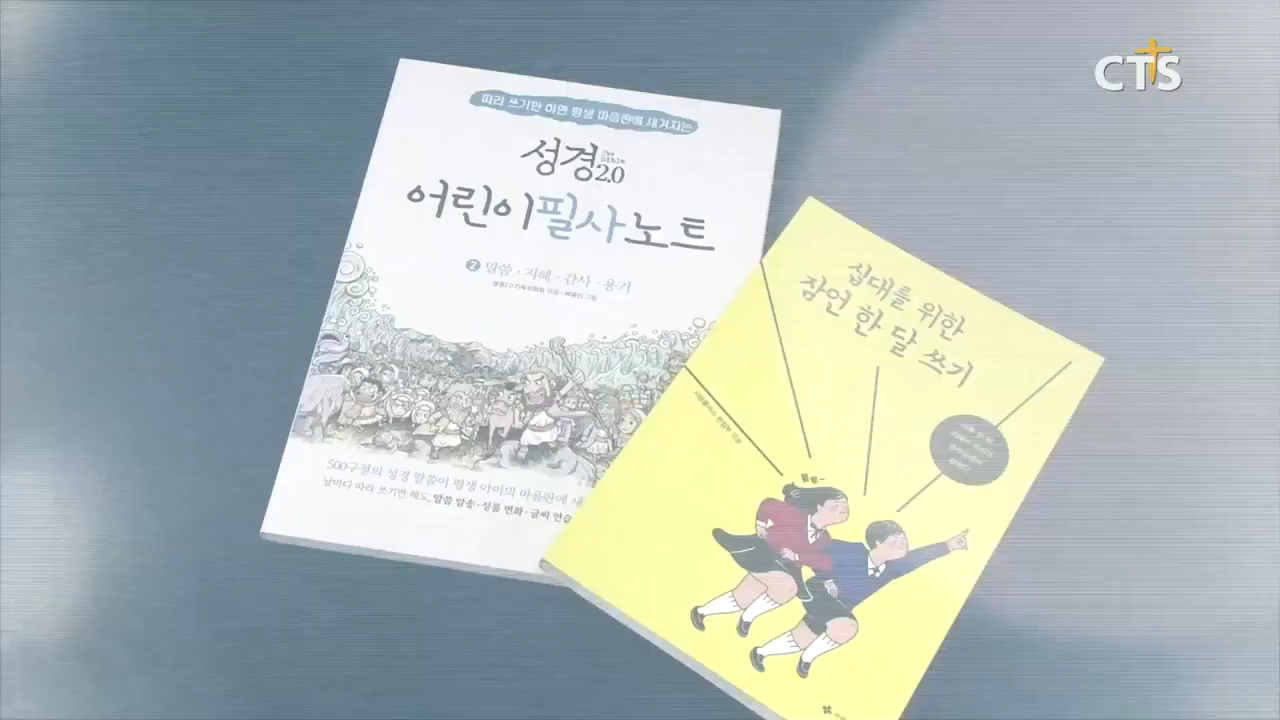 CTS
따라 쓰기만 하면 평생 마음판에 새겨지는
성경2.0
The Bible
어린이필사노트
2 말씀·지혜·감사·용기
500구절의 성경 말씀이 평생 아이의 마음판에 새
날마다 따라 쓰기만 해도, 말씀 암송·성품 변화·글씨 연습
십대를 위한
잠언 한 달 쓰기